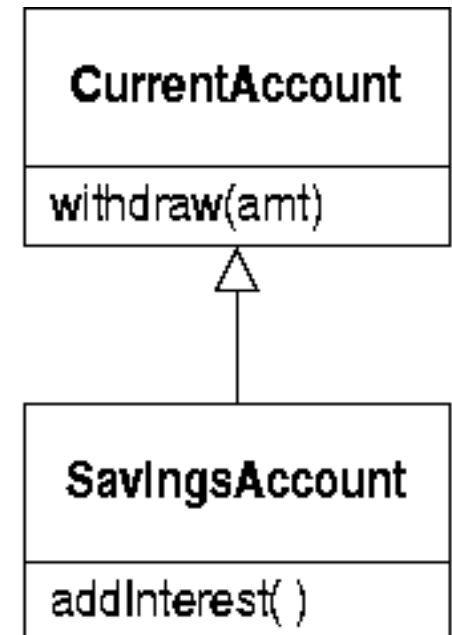 CurrentAccount
withdraw(amt)
SavingsAccount
addInterest( )